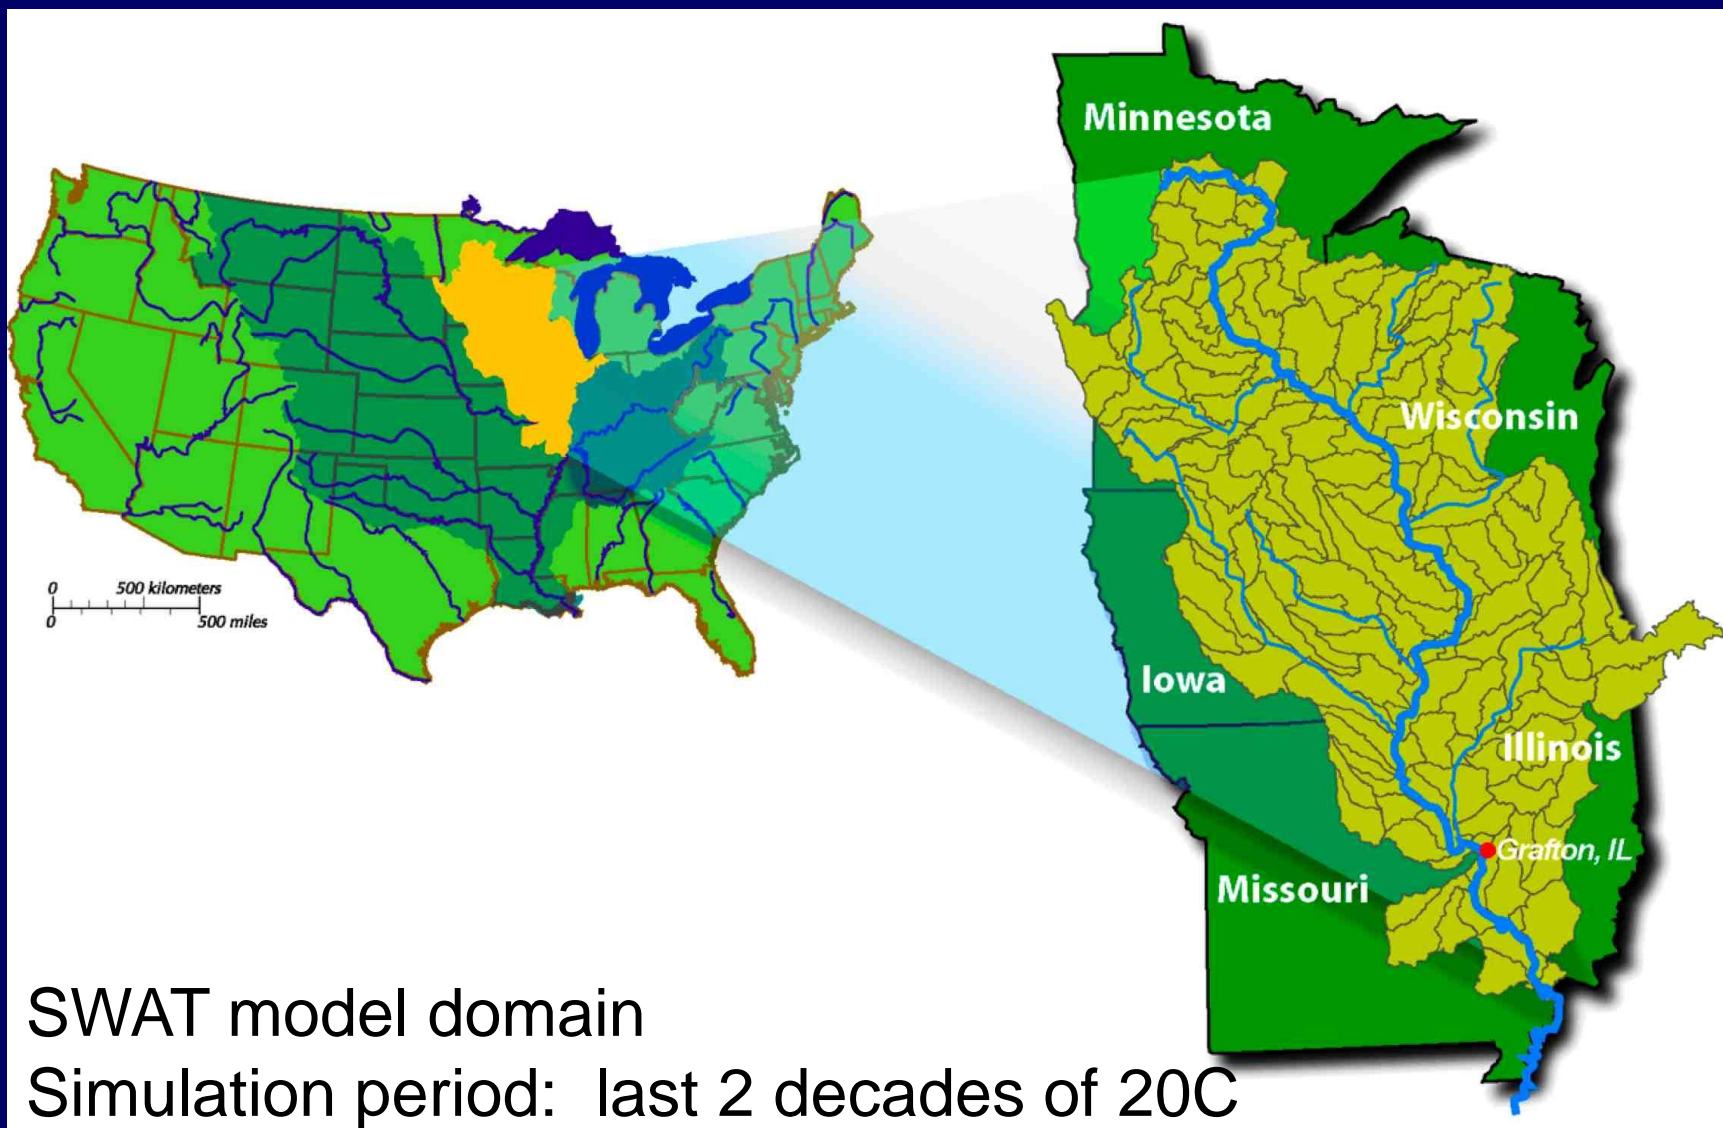 Minnesota
Wisconsin
0 500 kilometers
0 500 miles
Iowa
Illinois
Grafton, IL
Missouri
SWAT model domain
Simulation period: last 2 decades of 20C